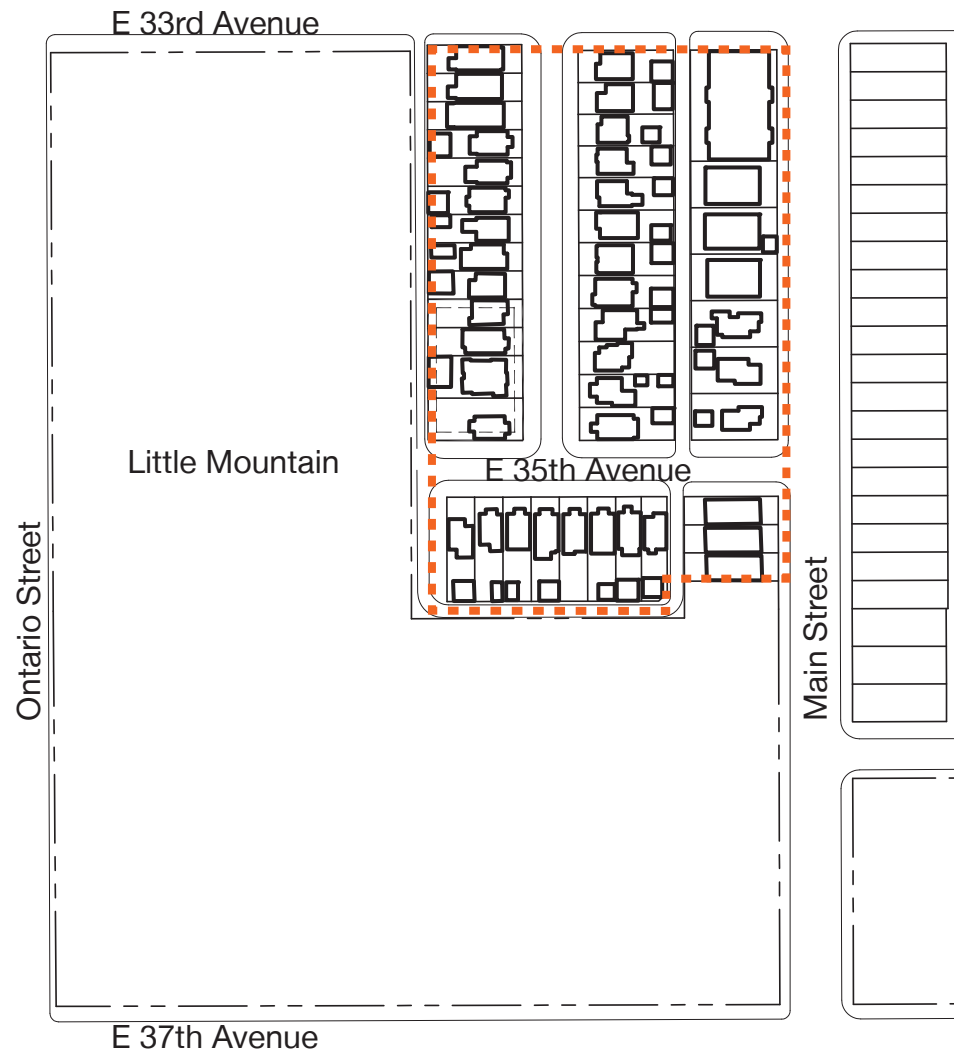 E 33rd Avenue
Little Mountain
E 35th Avenue
Ontario Street
Main Street
E 37th Avenue